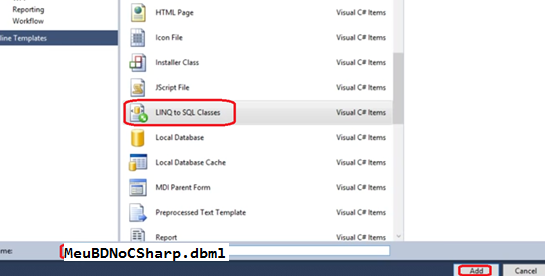 Reporting
Workflow
line Templates
HTML Page Visual C# Items
Icon File Visual C# Items
Installer Class Visual C# Items
JScript File Visual C# Items
LINQ to SQL Classes Visual C# Items
Local Database Visual C# Items
Local Database Cache Visual C# Items
MDI Parent Form Visual C# Items
Preprocessed Text Template Visual C# Items
Report Visual C# Items
me: MeuBDNoCSharp.dbml
Add Cancel